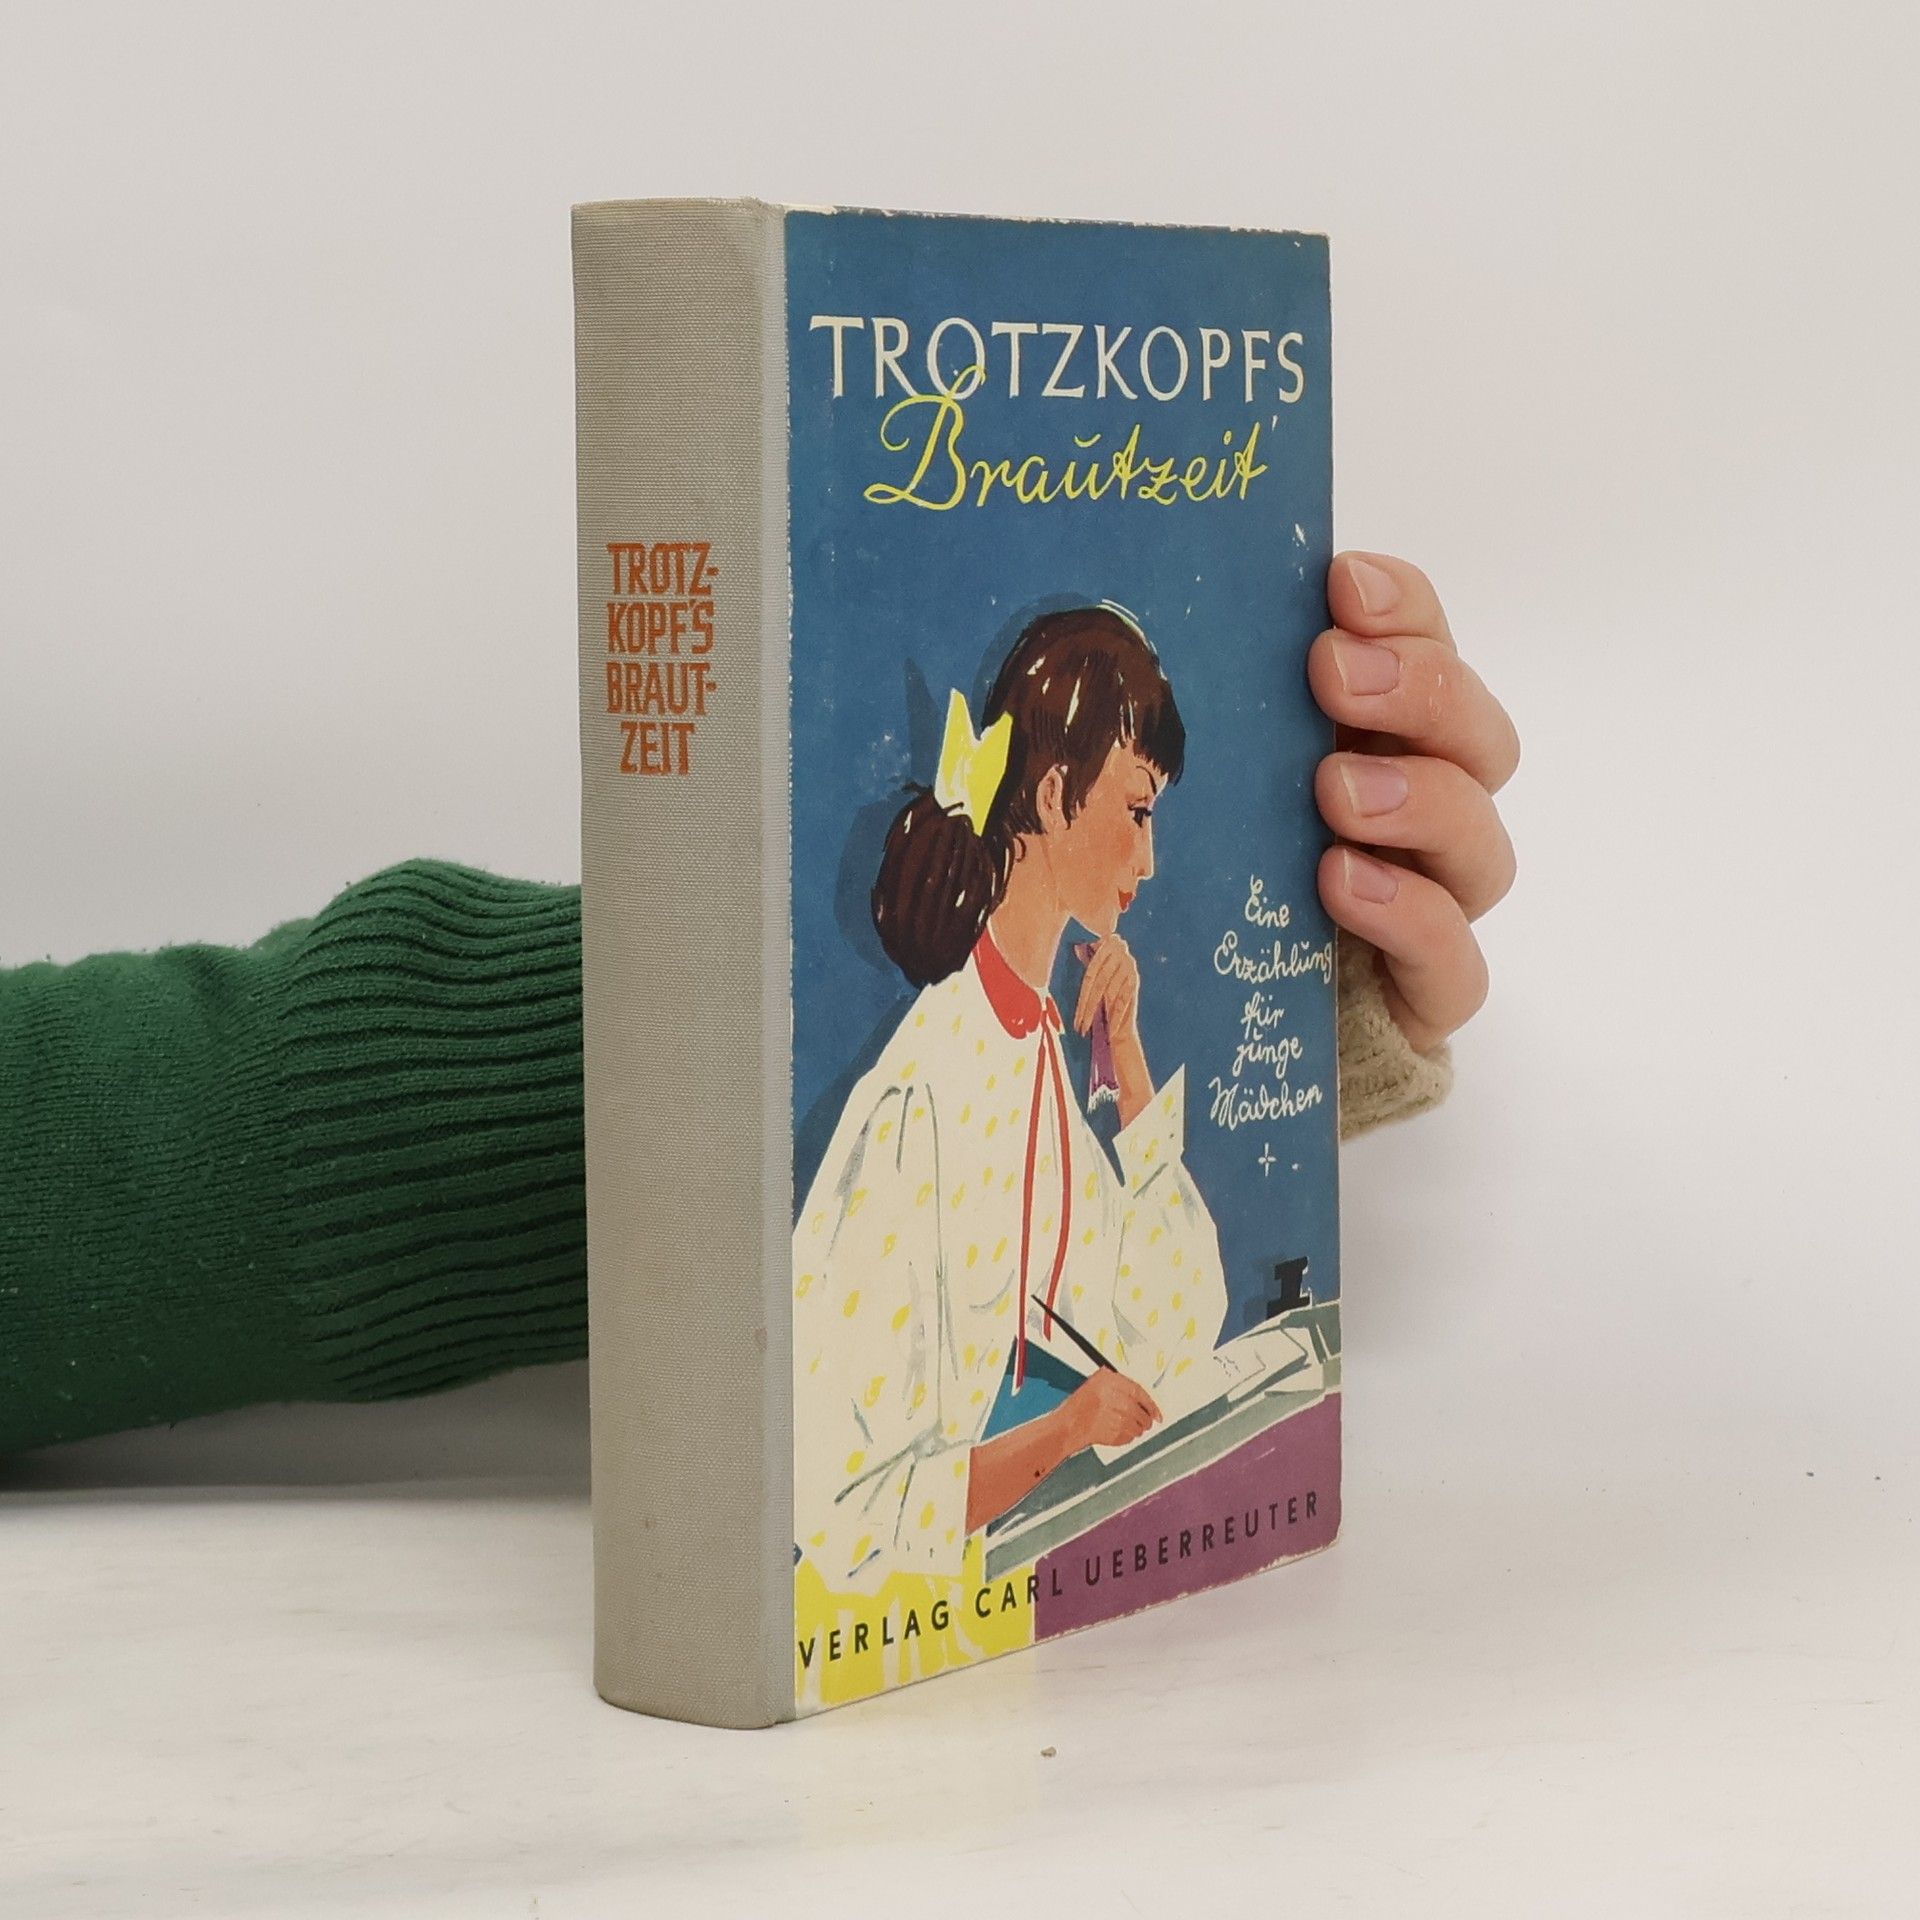 TROTZ-
KOPF'S
BRAUT-
ZEIT
TROTZKOPFS
Brautzeit
Eine
Erzählung
für
junge
Mädchen
VERLAG CARL UEBERREUTER